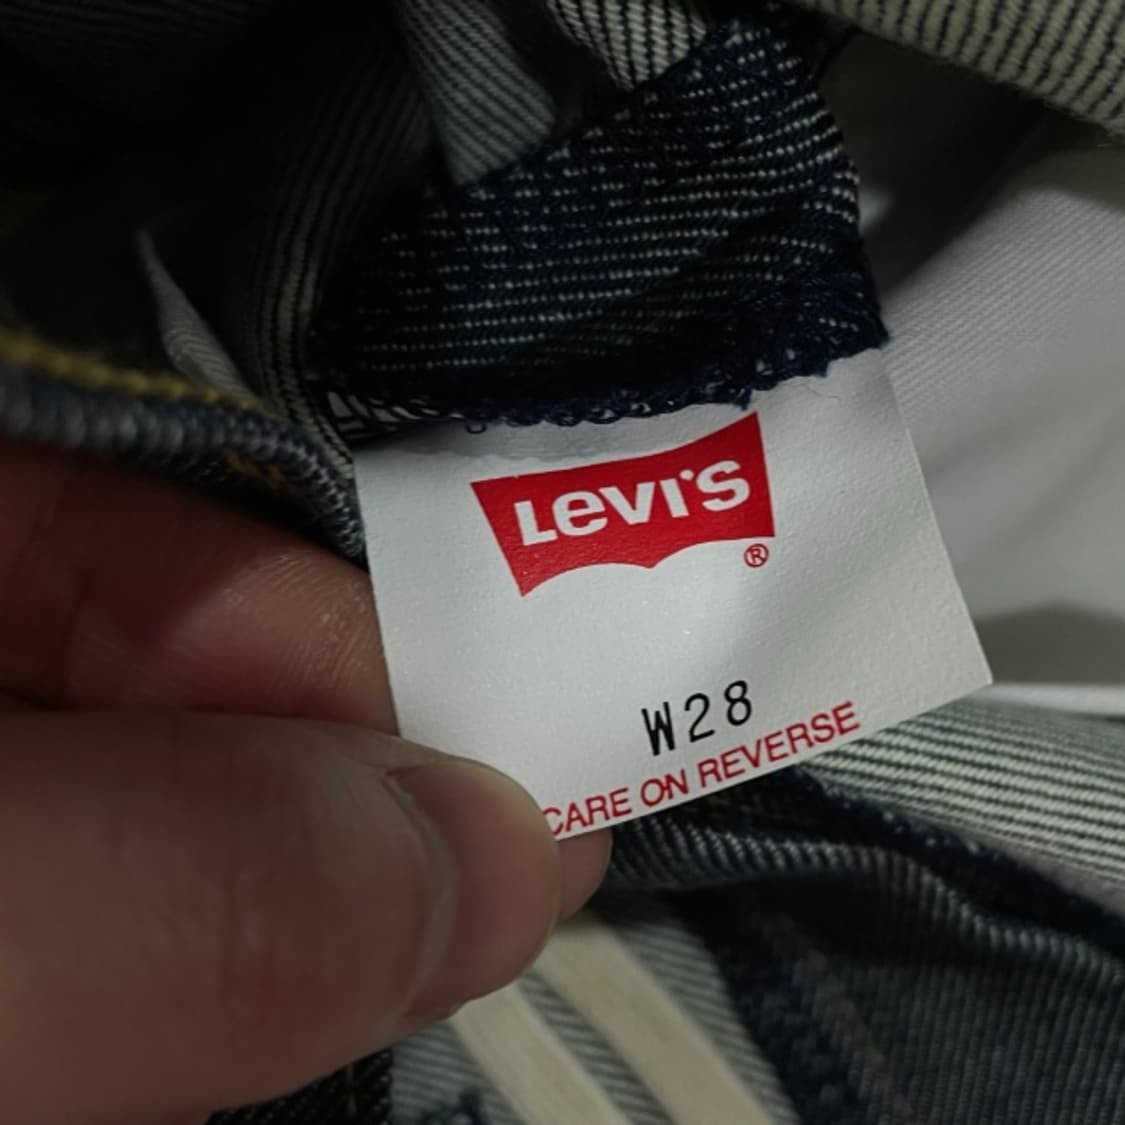 Levi's
®
W28
CARE ON REVERSE